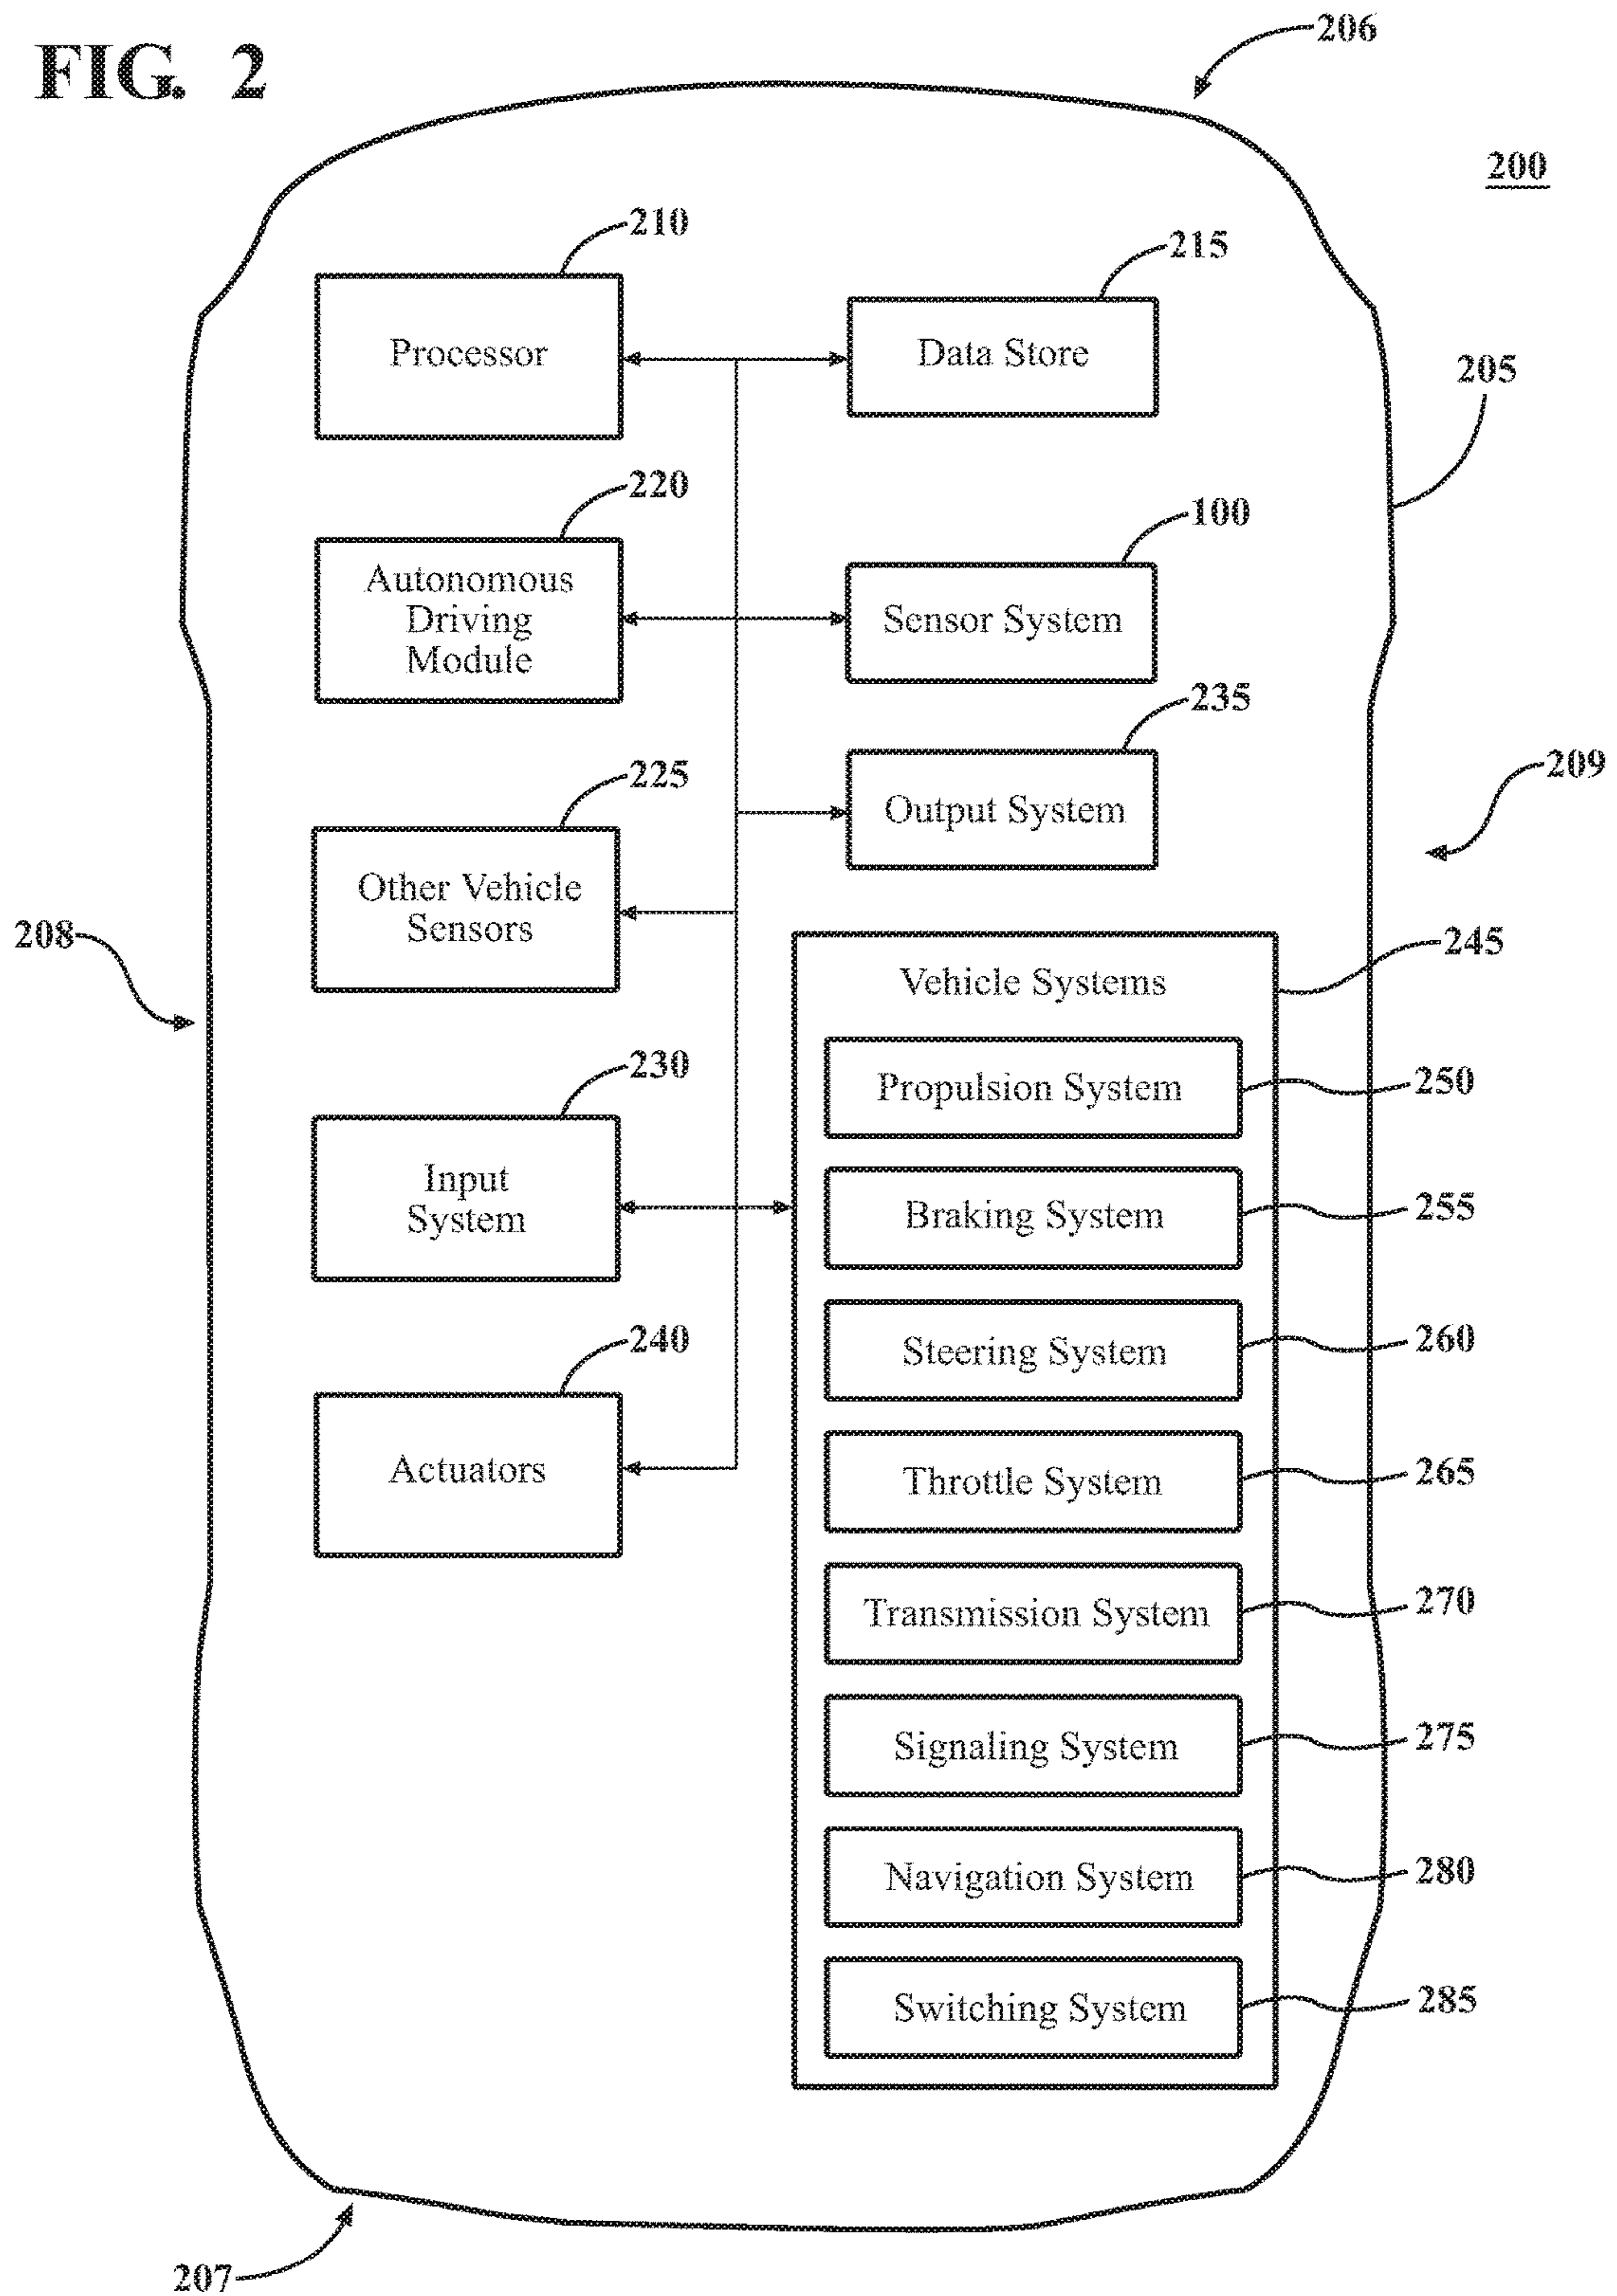 FIG. 2
206
200
210
215
Processor
Data Store
205
220
100
Autonomous
Driving
Module
Sensor System
235
225
209
Output System
Other Vehicle
Sensors
208
245
Vehicle Systems
230
Propulsion System
250
Input
System
Braking System
255
240
Steering System
260
Actuators
Throttle System
265
Transmission System
270
Signaling System
275
Navigation System
280
Switching System
285
207